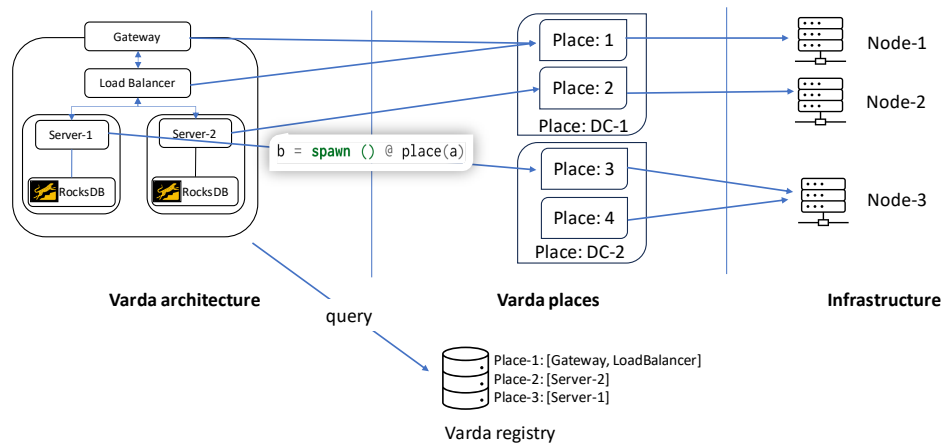 Gateway
Load Balancer
Server-1
Server-2
RocksDB
RocksDB
b = spawn () @ place(a)
Place: 1
Place: 2
Place: DC-1
Place: 3
Place: 4
Place: DC-2
Node-1
Node-2
Node-3
Varda architecture
Varda places
Infrastructure
query
Place-1: [Gateway, LoadBalancer]
Place-2: [Server-2]
Place-3: [Server-1]
Varda registry